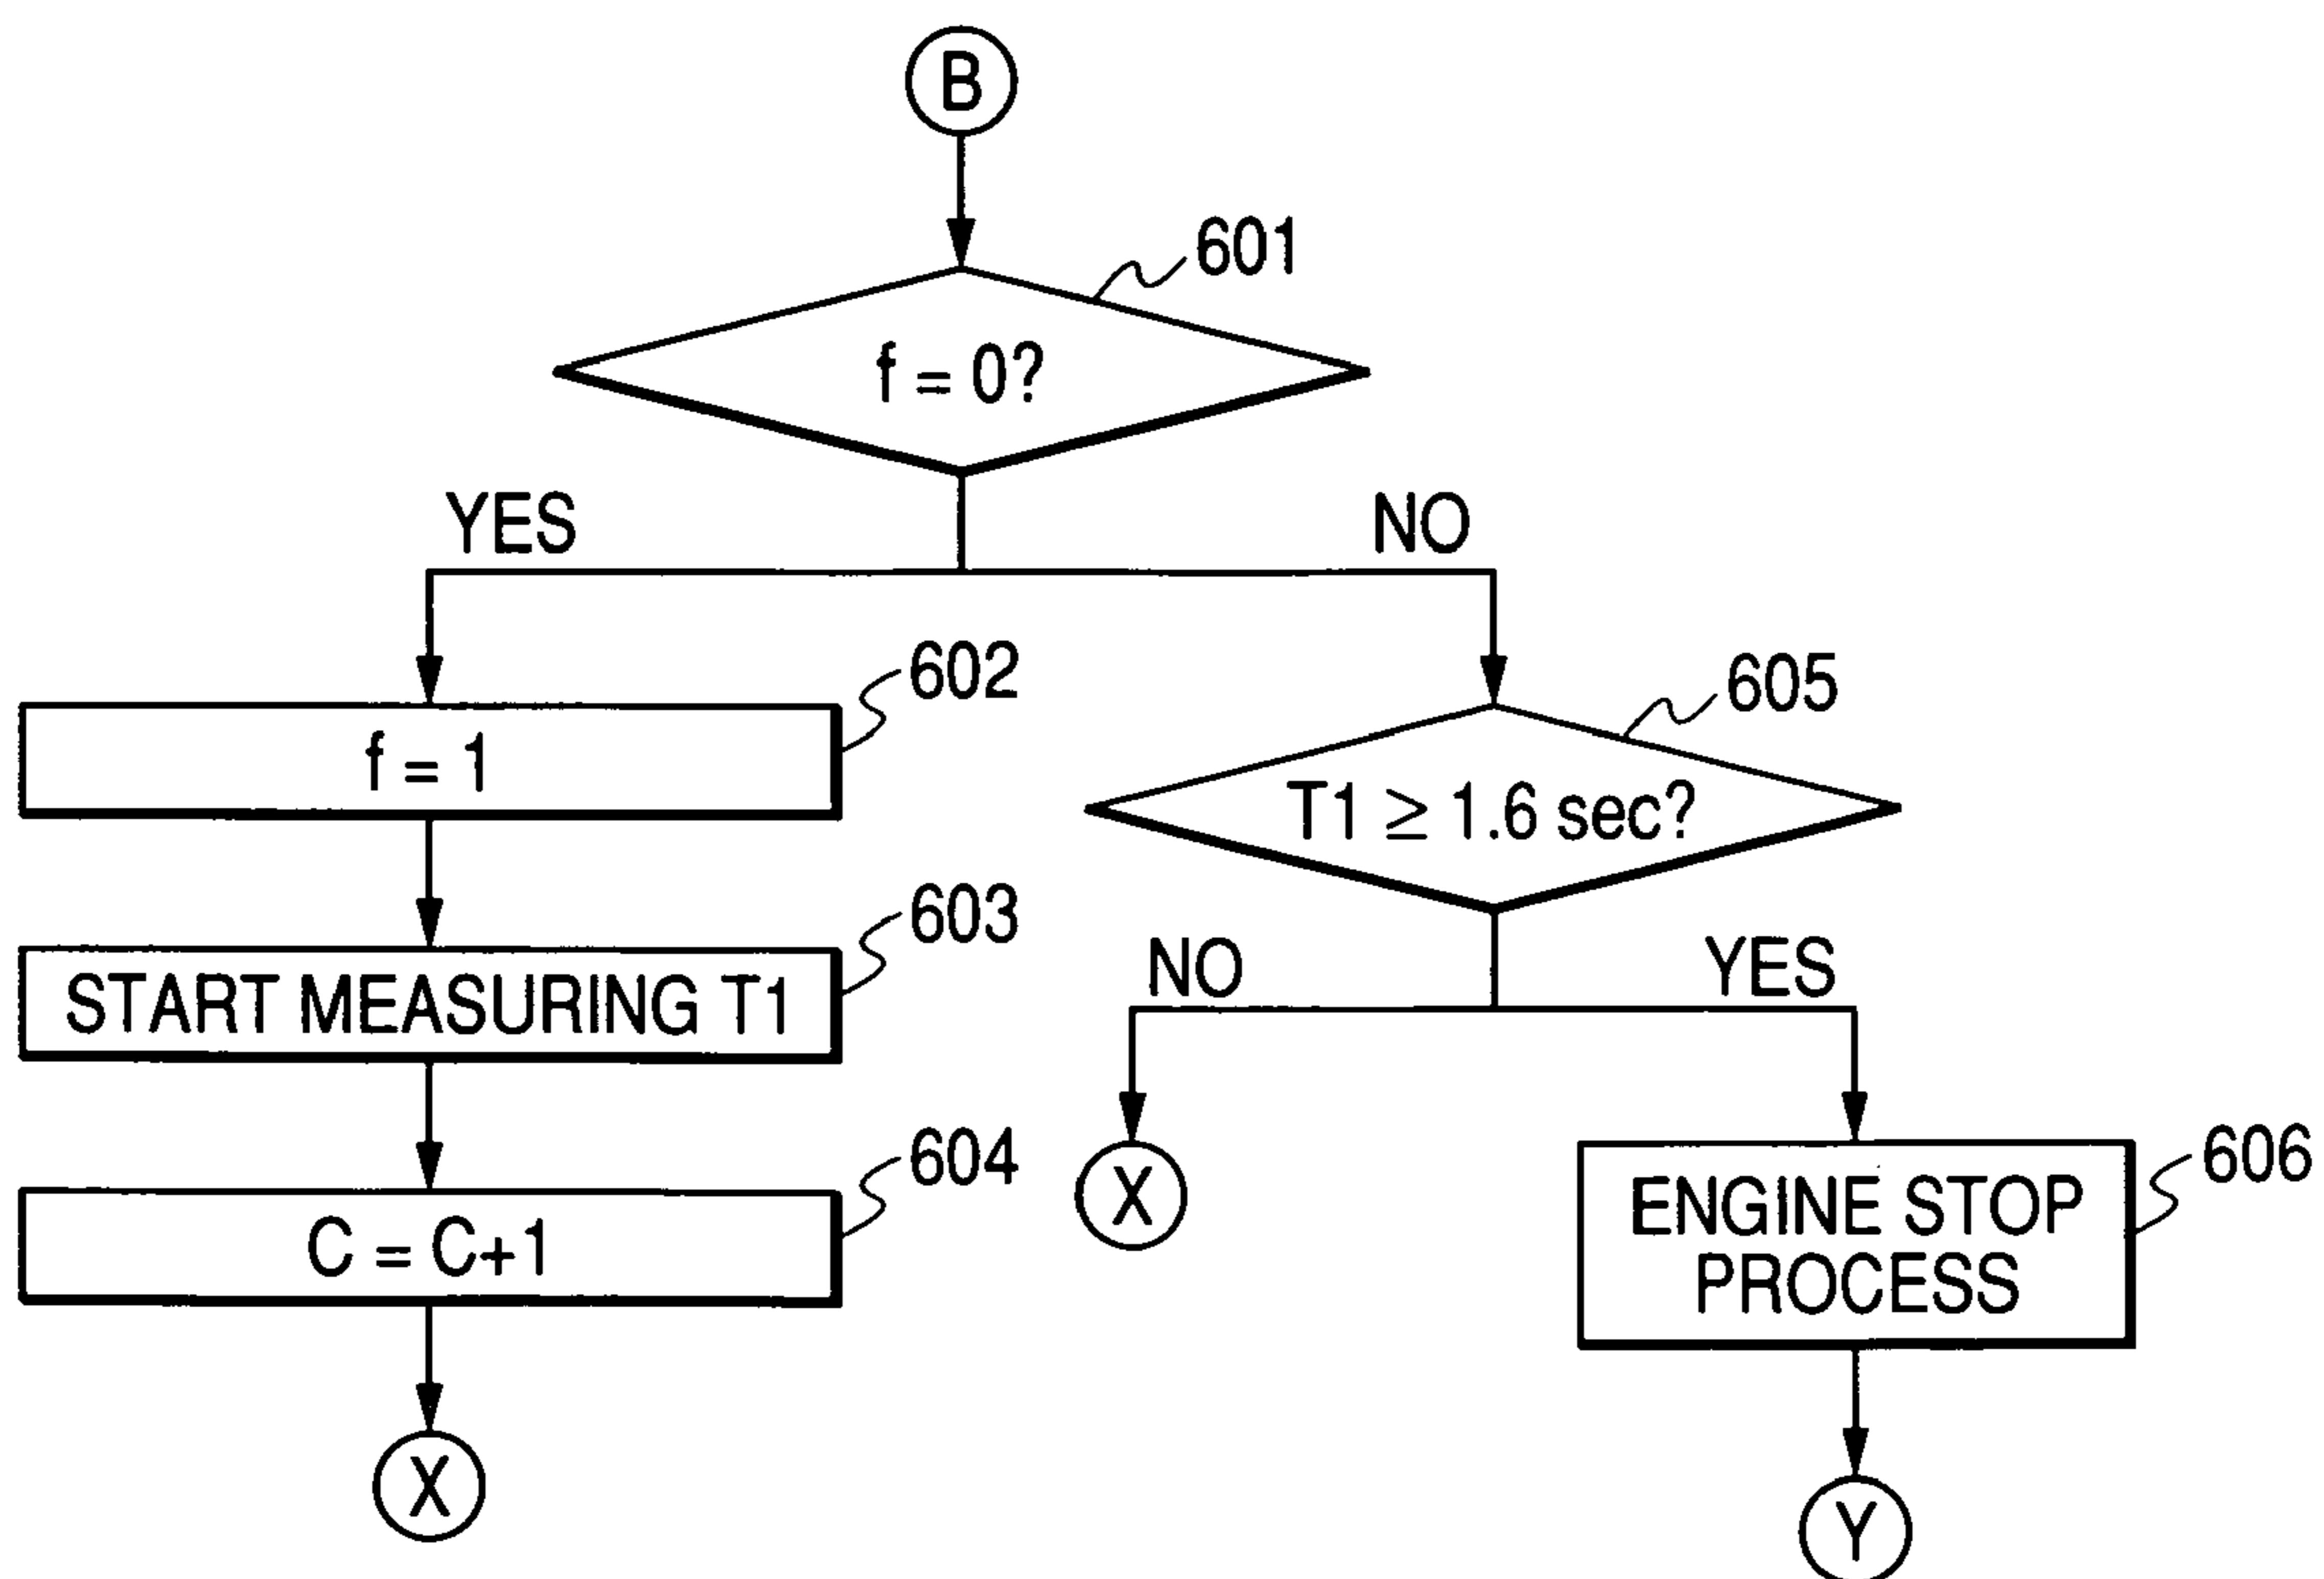 B
601
f = 0?
YES
NO
602
f = 1
605
T1 ≥ 1.6 sec?
603
START MEASURING T1
NO
YES
604
C = C+1
X
606
ENGINE STOP
PROCESS
X
Y